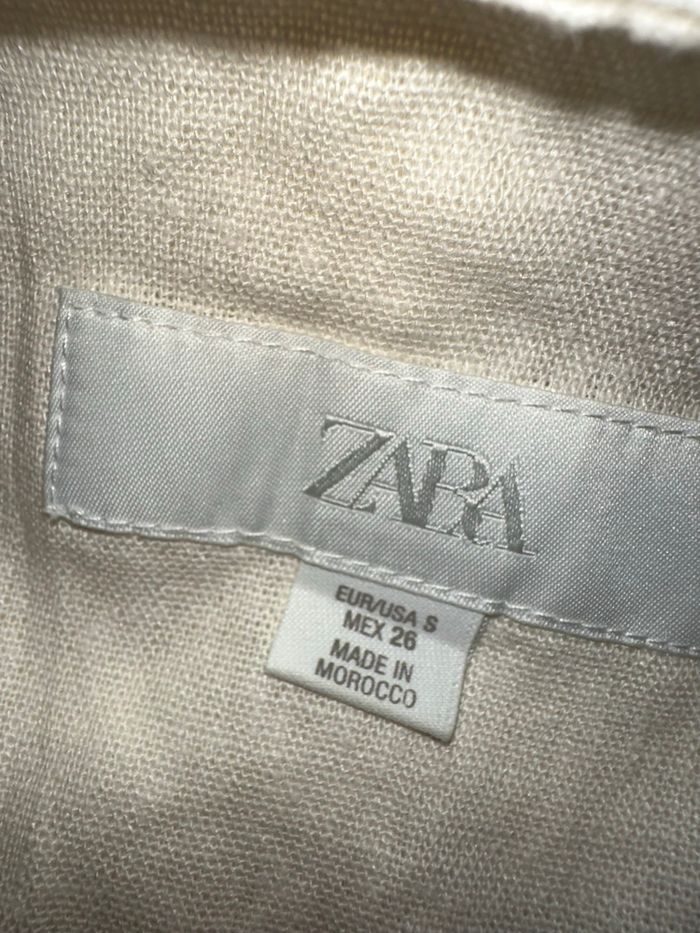 ZARA
EUR/USA S
MEX 26
MADE IN
MOROCCO